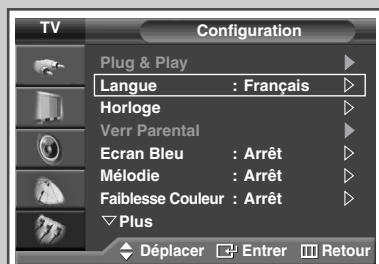 TV
Configuration
Plug & Play
Langue : Français
Horloge
Verr Parental
Ecran Bleu : Arrêt
Mélodie : Arrêt
Faiblesse Couleur : Arrêt
Plus
Déplacer Entrer Retour